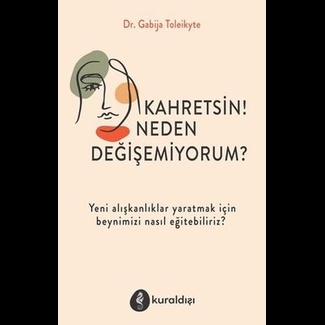 Dr. Gabija Toleikyte
KAHRETSİN!
NEDEN
DEĞİŞEMİYORUM?
Yeni alışkanlıklar yaratmak için
beynimizi nasıl eğitebiliriz?
kuraldışı